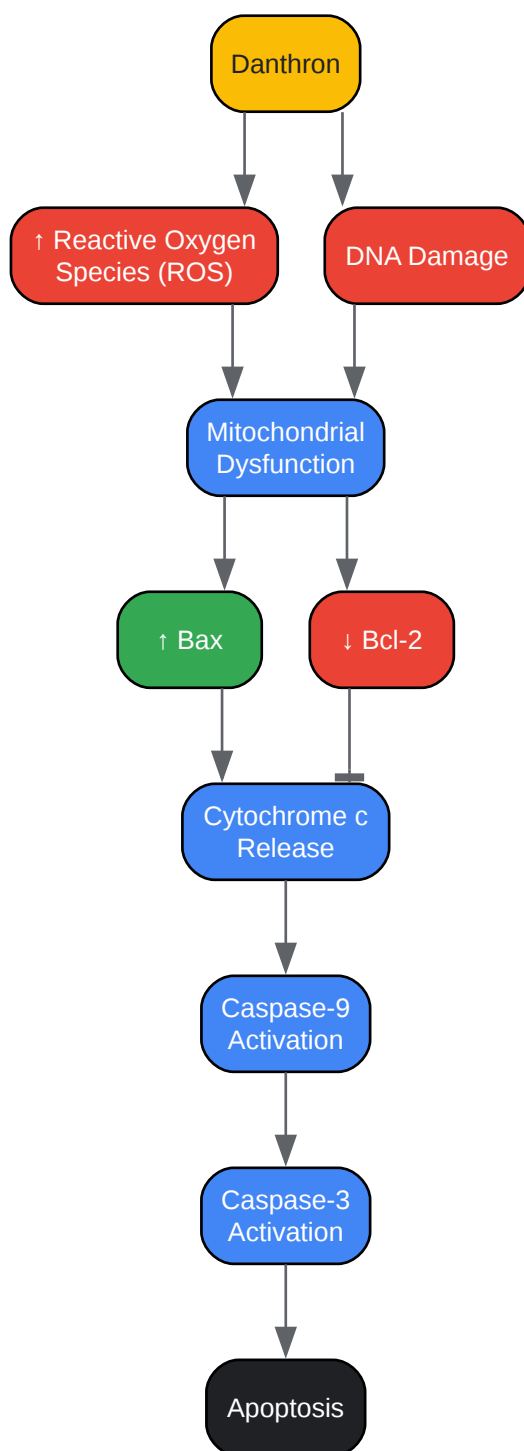 Danthron
↑ Reactive Oxygen
Species (ROS)
DNA Damage
Mitochondrial
Dysfunction
↑ Bax
↓ Bcl-2
Cytochrome c
Release
Caspase-9
Activation
Caspase-3
Activation
Apoptosis